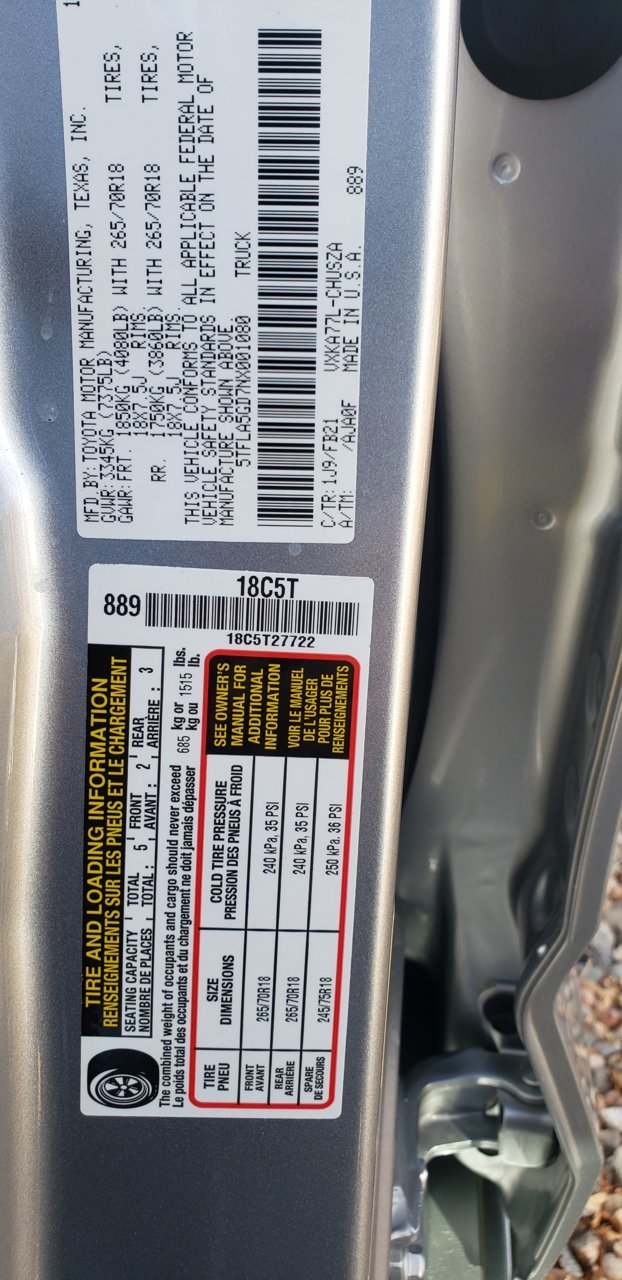 MFD.BY: TOYOTA MOTOR MANUFACTURING, TEXAS, INC. 1
GVWR: 3345KG (7375LB)
GAWR: FRT. 1850KG (4080LB) WITH 265/70R18 TIRES,
18X7.5J RIMS.
RR. 1750KG (3860LB) WITH 265/70R18 TIRES,
18X7.5J RIMS.
THIS VEHICLE CONFORMS TO ALL APPLICABLE FEDERAL MOTOR
VEHICLE SAFETY STANDARDS IN EFFECT ON THE DATE OF
MANUFACTURE SHOWN ABOVE.
5TFLA5GD7NX001080 TRUCK
C/TR: 1J9/FB21 VXKA77L-CHUSZA
A/TM: /AJA0F MADE IN U.S.A. 889
889
18C5T
18C5T27722
TIRE AND LOADING INFORMATION
RENSEIGNEMENTS SUR LES PNEUS ET LE CHARGEMENT
SEATING CAPACITY TOTAL 5 FRONT 2 REAR 3
NOMBRE DE PLACES TOTAL : AVANT : ARRIÈRE :
The combined weight of occupants and cargo should never exceed 685 kg or 1515 lbs.
Le poids total des occupants et du chargement ne doit jamais dépasser kg ou lb.
TIRE PNEU
SIZE DIMENSIONS
COLD TIRE PRESSURE
PRESSION DES PNEUS À FROID
FRONT AVANT 265/70R18 240 kPa, 35 PSI
REAR ARRIÈRE 265/70R18 240 kPa, 35 PSI
SPARE DE SECOURS 245/75R18 250 kPa, 36 PSI
SEE OWNER'S
MANUAL FOR
ADDITIONAL
INFORMATION
VOIR LE MANUEL
DE L'USAGER
POUR PLUS DE
RENSEIGNEMENTS